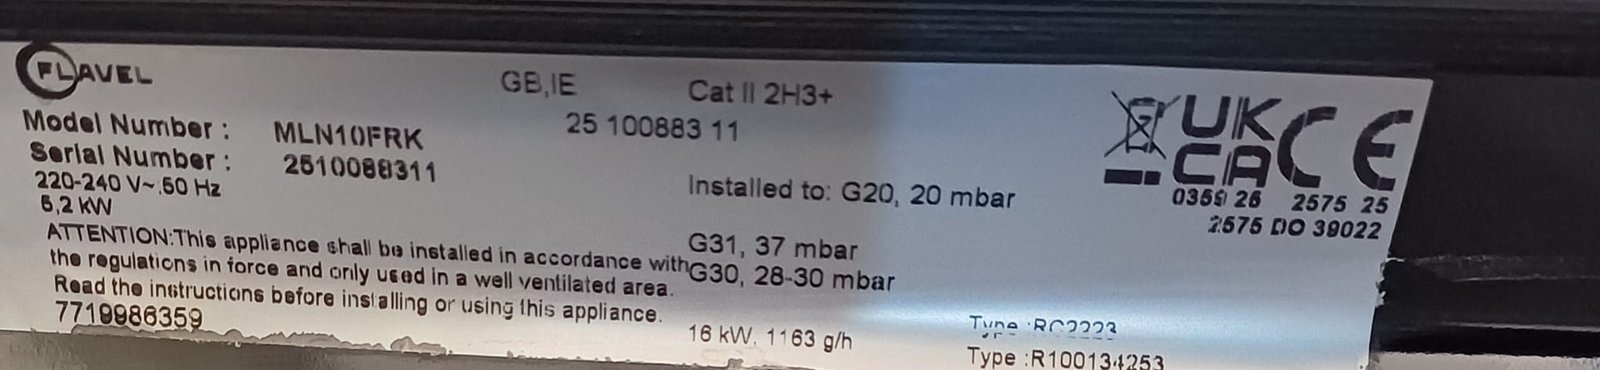 FLAVEL
GB,IE
Cat II 2H3+
25 100883 11
Model Number : MLN10FRK
Serial Number : 2510088311
220-240 V~,50 Hz
5,2 kW
Installed to: G20, 20 mbar
ATTENTION:This appliance shall be installed in accordance with
the regulations in force and only used in a well ventilated area.
Read the instructions before installing or using this appliance.
7719986359
G31, 37 mbar
G30, 28-30 mbar
16 kW, 1163 g/h
UK
CA
CE
0359 26 2575 25
2575 DO 39022
Type :R100134253